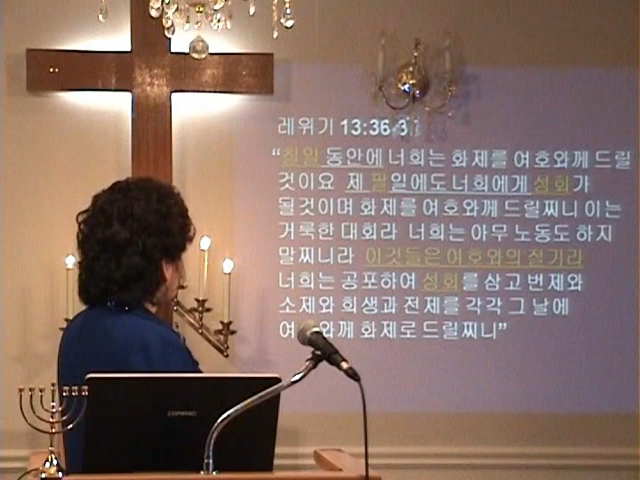 레위기 13:36-37
“칠일 동안에 너희는 화제를 여호와께 드릴
것이요 제 팔일에도 너희에게 성회가
될것이며 화제를 여호와께 드릴찌니 이는
거룩한 대회라 너희는 아무 노동도 하지
말찌니라 이것들은 여호와의 절기라
너희는 공포하여 성회를 삼고 번제와
소제와 희생과 전제를 각각 그 날에
여호와께 화제로 드릴찌니”
COMPAQ